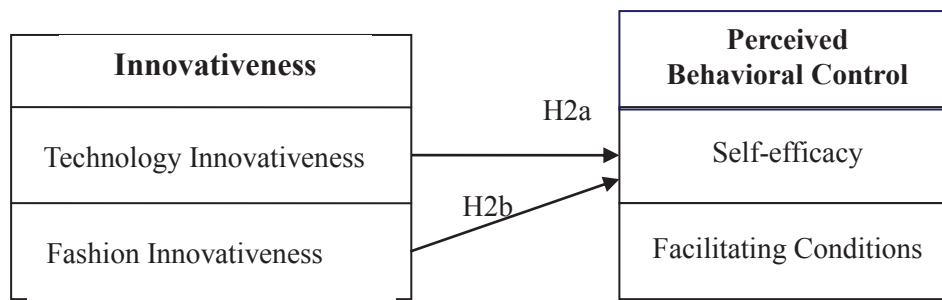 Innovativeness
Technology Innovativeness
Fashion Innovativeness
H2a
H2b
Perceived
Behavioral Control
Self-efficacy
Facilitating Conditions